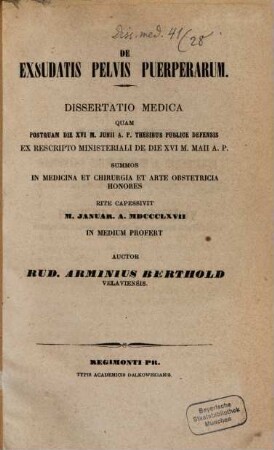 Diss. med. 41/28
DE
EXSUDATIS PELVIS PUERPERARUM.
DISSERTATIO MEDICA
QUAM
POSTQUAM DIE XVI M. JUNII A. P. THESIBUS PUBLICE DEFENSIS
EX RESCRIPTO MINISTERIALI DE DIE XVI M. MAII A. P.
SUMMOS
IN MEDICINA ET CHIRURGIA ET ARTE OBSTETRICIA
HONORES
RITE CAPESSIVIT
M. JANUAR. A. MDCCCLXVII
IN MEDIUM PROFERT
AUCTOR
RUD. ARMINIUS BERTHOLD
VELAVIENSIS.
REGIMONTI PR.
TYPIS ACADEMICIS DALKOWSKIANIS.
Bayerische
Staatsbibliothek
München